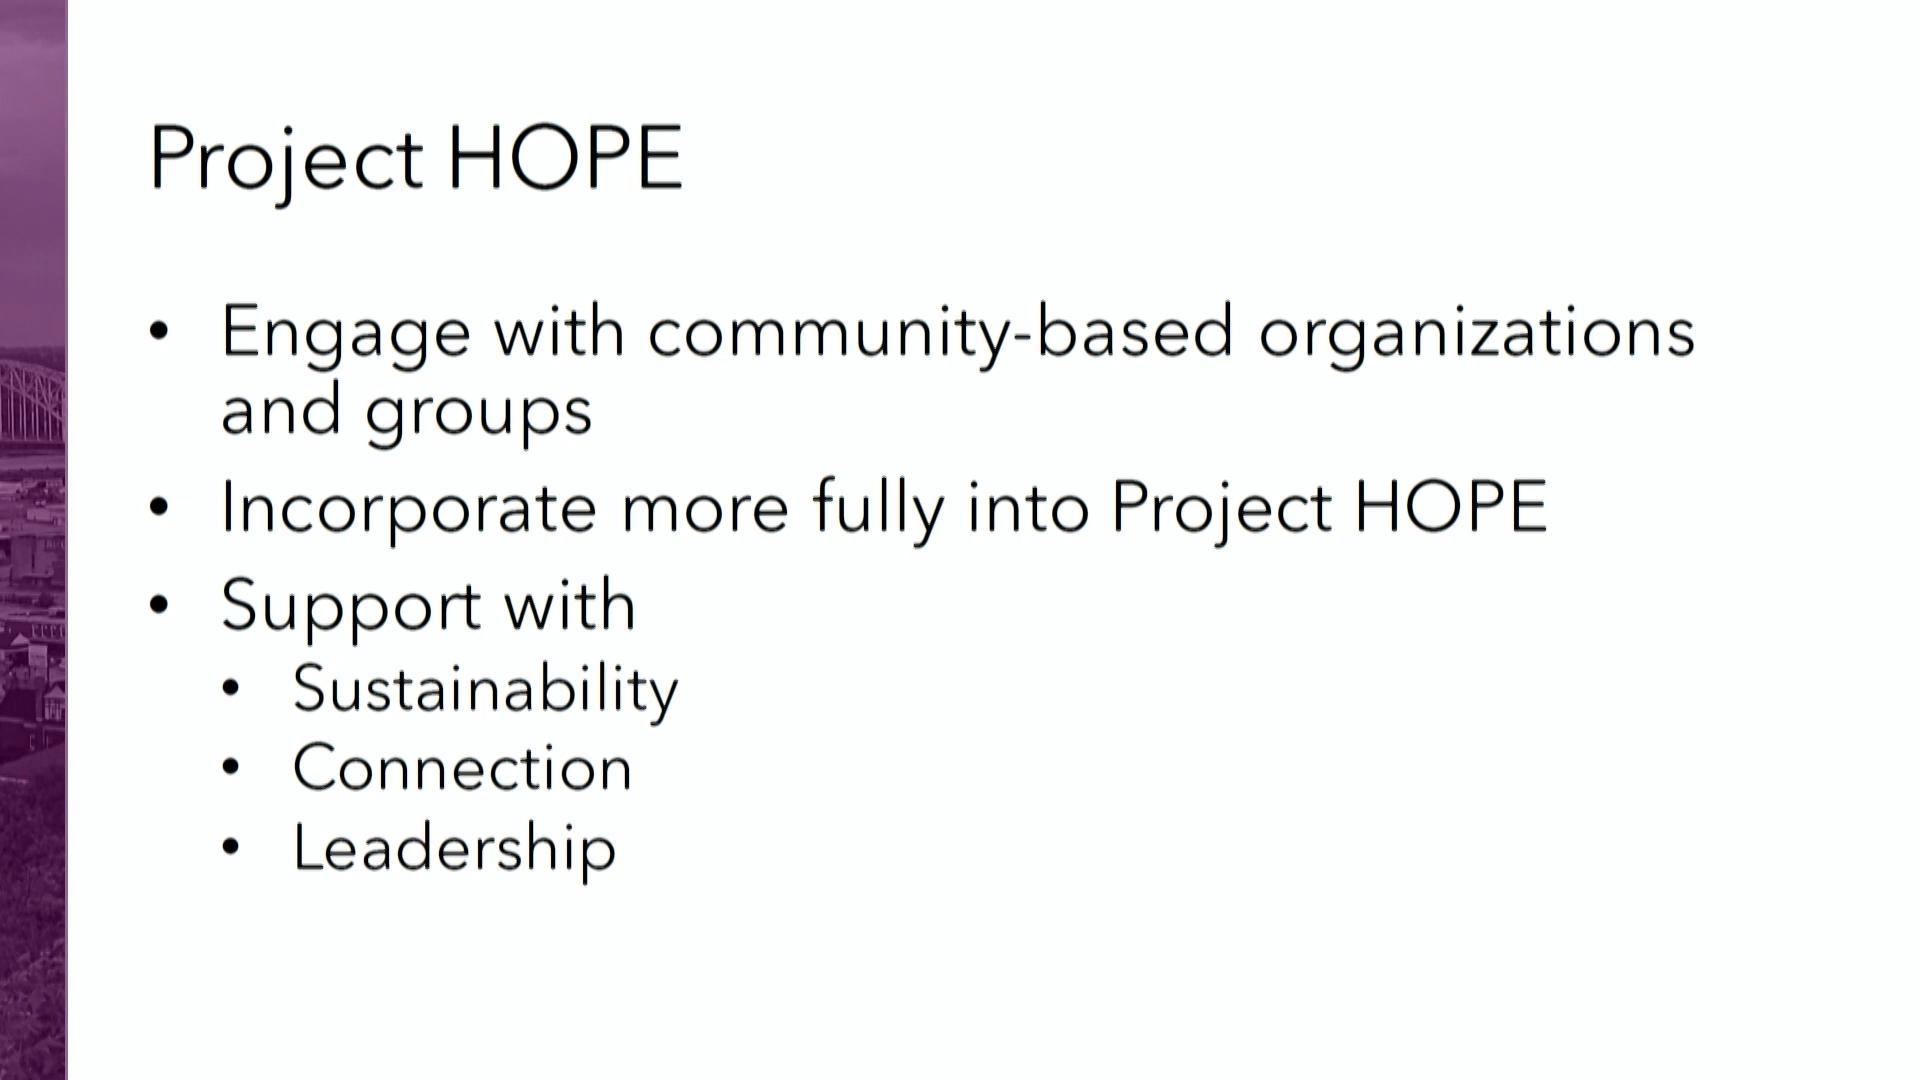 Project HOPE
• Engage with community-based organizations
and groups
• Incorporate more fully into Project HOPE
• Support with
• Sustainability
• Connection
• Leadership